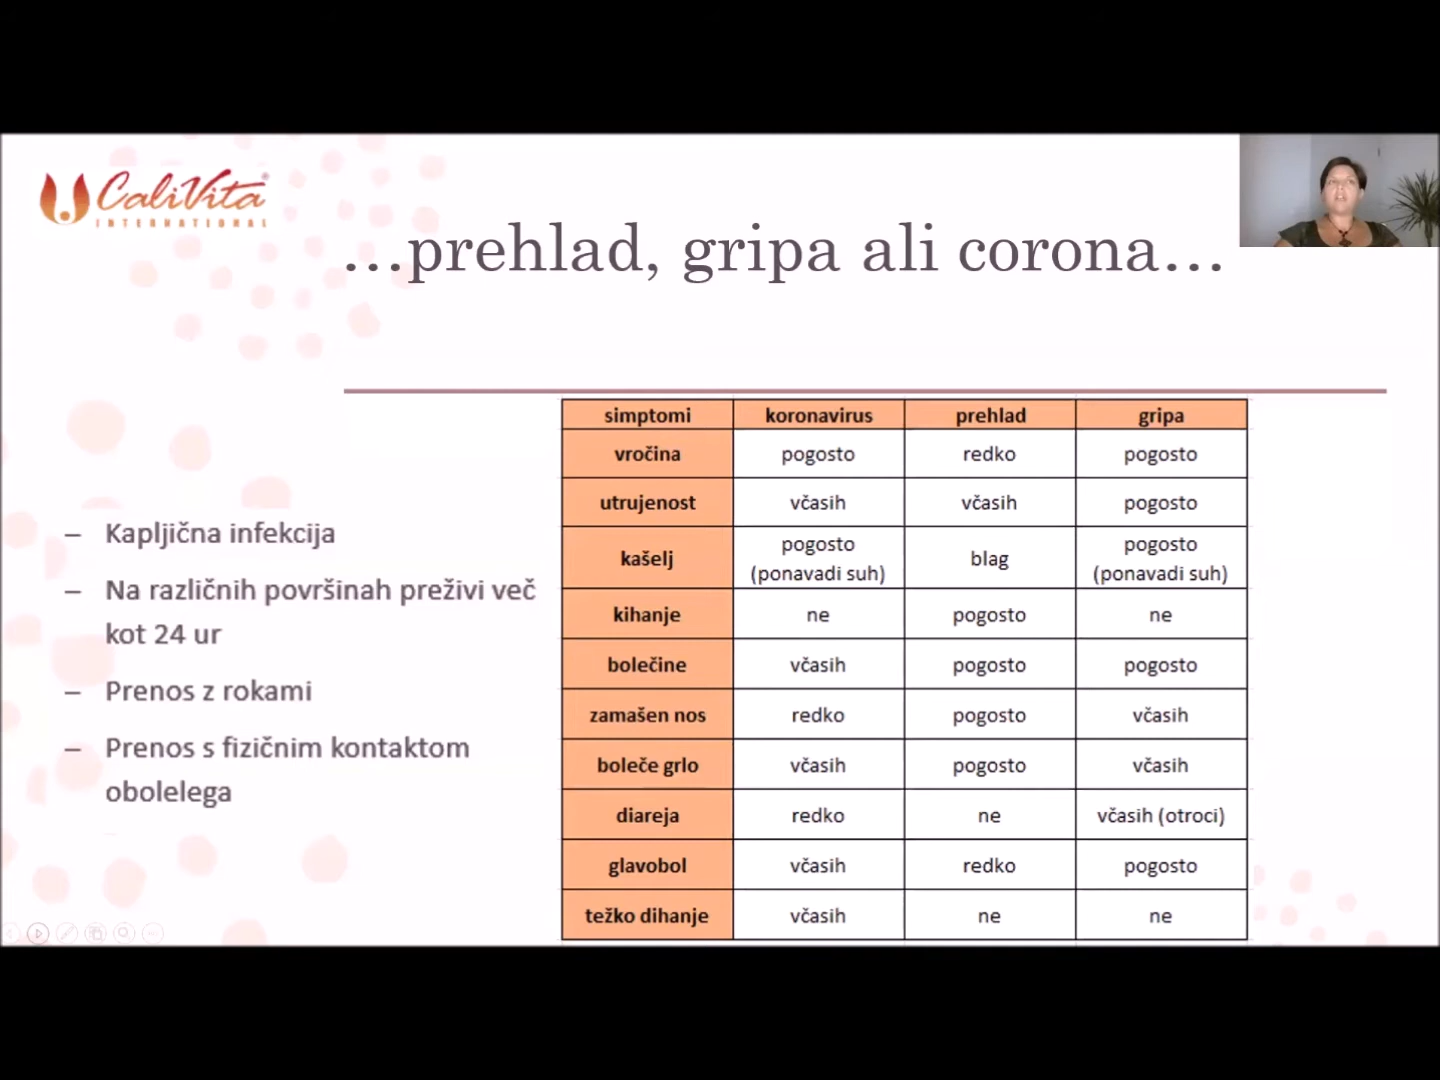 CaliVita
INTERNATIONAL
...prehlad, gripa ali corona...
– Kapljična infekcija
– Na različnih površinah preživi več
kot 24 ur
– Prenos z rokami
– Prenos s fizičnim kontaktom
obolelega
simptomi koronavirus prehlad gripa
vročina pogosto redko pogosto
utrujenost včasih včasih pogosto
kašelj pogosto (ponavadi suh) blag pogosto (ponavadi suh)
kihanje ne pogosto ne
bolečine včasih pogosto pogosto
zamašen nos redko pogosto včasih
boleče grlo včasih pogosto včasih
diareja redko ne včasih (otroci)
glavobol včasih redko pogosto
težko dihanje včasih ne ne